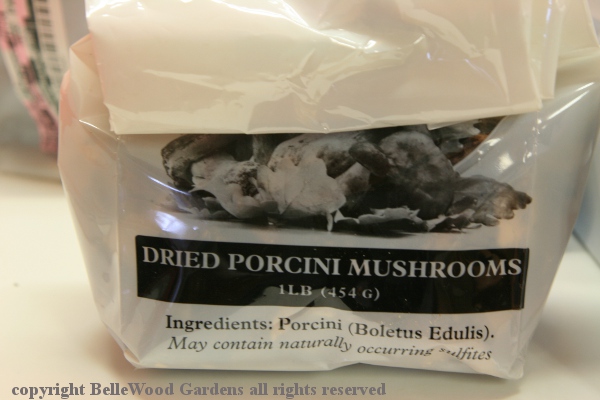 DRIED PORCINI MUSHROOMS
1LB (454 G)
Ingredients: Porcini (Boletus Edulis).
May contain naturally occurring sulfites
copyright BelleWood Gardens all rights reserved